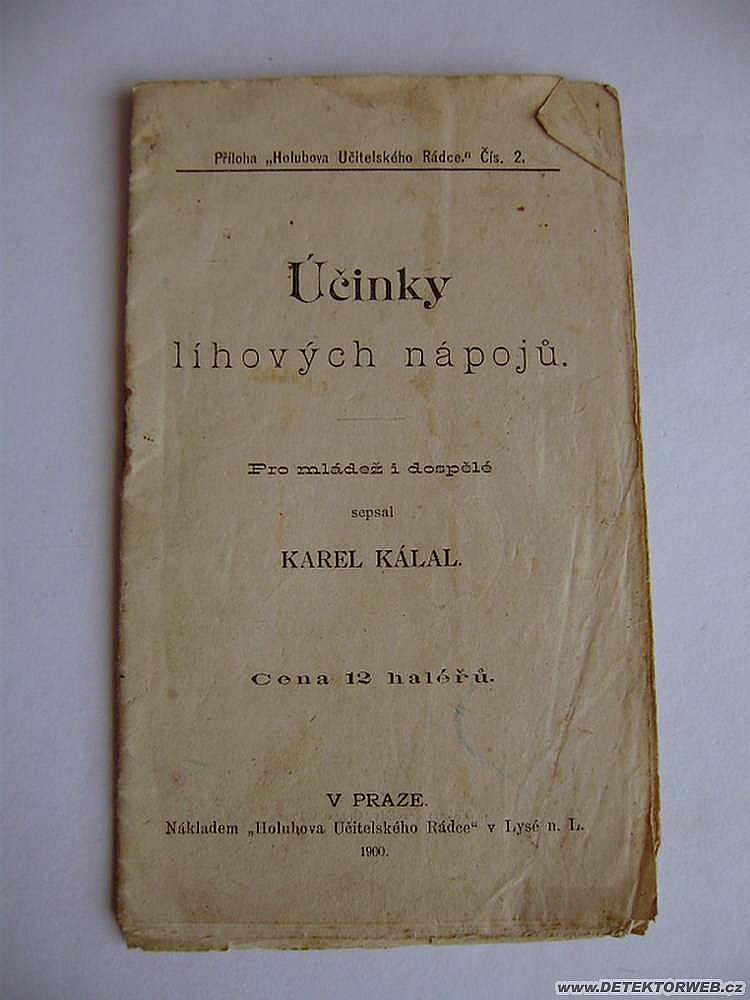 Příloha „Holubova Učitelského Rádce.“ Čís. 2.
Účinky
líhových nápojů.
Pro mládež i dospělé
sepsal
KAREL KÁLAL.
Cena 12 haléřů.
V PRAZE.
Nákladem „Holubova Učitelského Rádce“ v Lysé n. L.
1900.
www.DETEKTORWEB.cz